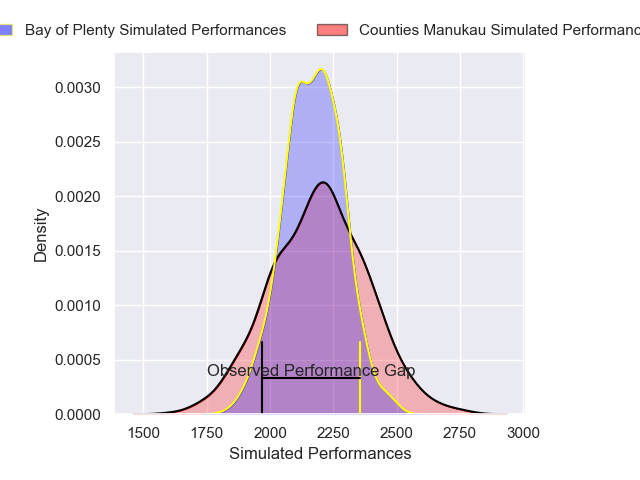 Bay of Plenty Simulated Performances
Counties Manukau Simulated Performanc
0.0030
0.0025
0.0020
0.0015
0.0010
0.0005
0.0000
Density
Observed Performance Gap
1500 1750 2000 2250 2500 2750 3000
Simulated Performances